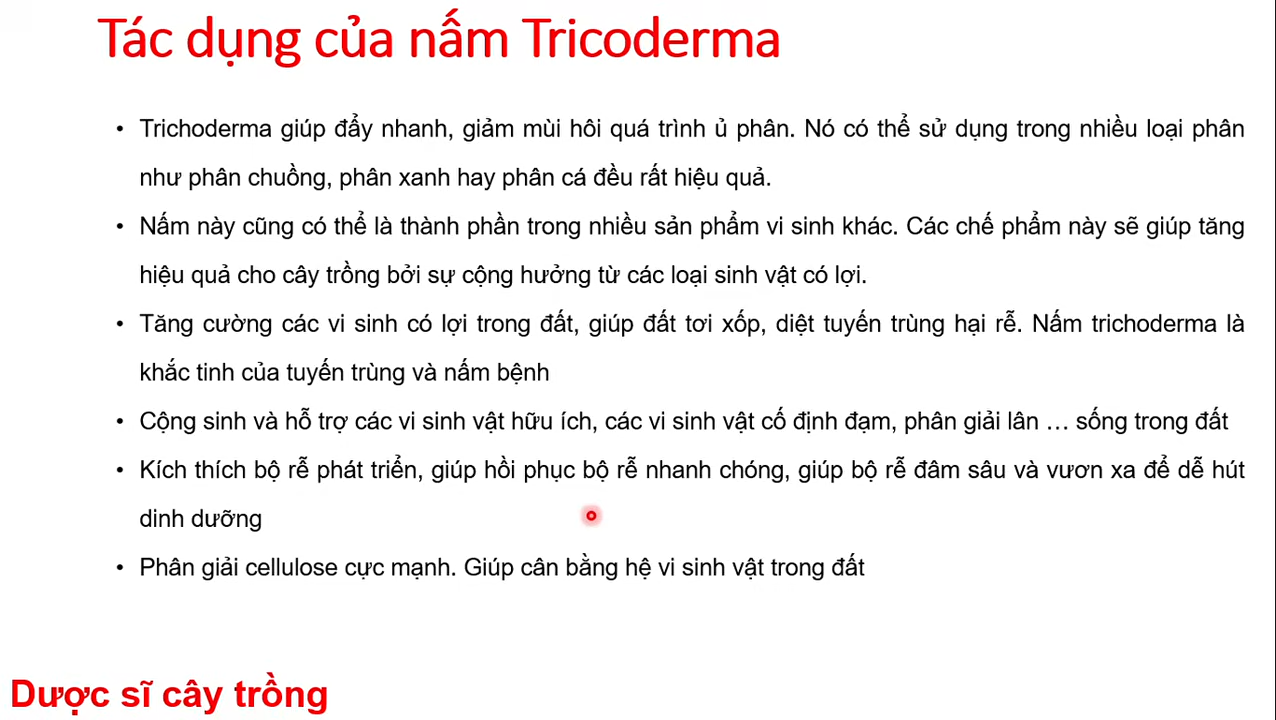 Tác dụng của nấm Tricoderma
• Trichoderma giúp đẩy nhanh, giảm mùi hôi quá trình ủ phân. Nó có thể sử dụng trong nhiều loại phân
như phân chuồng, phân xanh hay phân cá đều rất hiệu quả.
• Nấm này cũng có thể là thành phần trong nhiều sản phẩm vi sinh khác. Các chế phẩm này sẽ giúp tăng
hiệu quả cho cây trồng bởi sự cộng hưởng từ các loại sinh vật có lợi.
• Tăng cường các vi sinh có lợi trong đất, giúp đất tơi xốp, diệt tuyến trùng hại rễ. Nấm trichoderma là
khắc tinh của tuyến trùng và nấm bệnh
• Cộng sinh và hỗ trợ các vi sinh vật hữu ích, các vi sinh vật cố định đạm, phân giải lân … sống trong đất
• Kích thích bộ rễ phát triển, giúp hồi phục bộ rễ nhanh chóng, giúp bộ rễ đâm sâu và vươn xa để dễ hút
dinh dưỡng
• Phân giải cellulose cực mạnh. Giúp cân bằng hệ vi sinh vật trong đất
Dược sĩ cây trồng